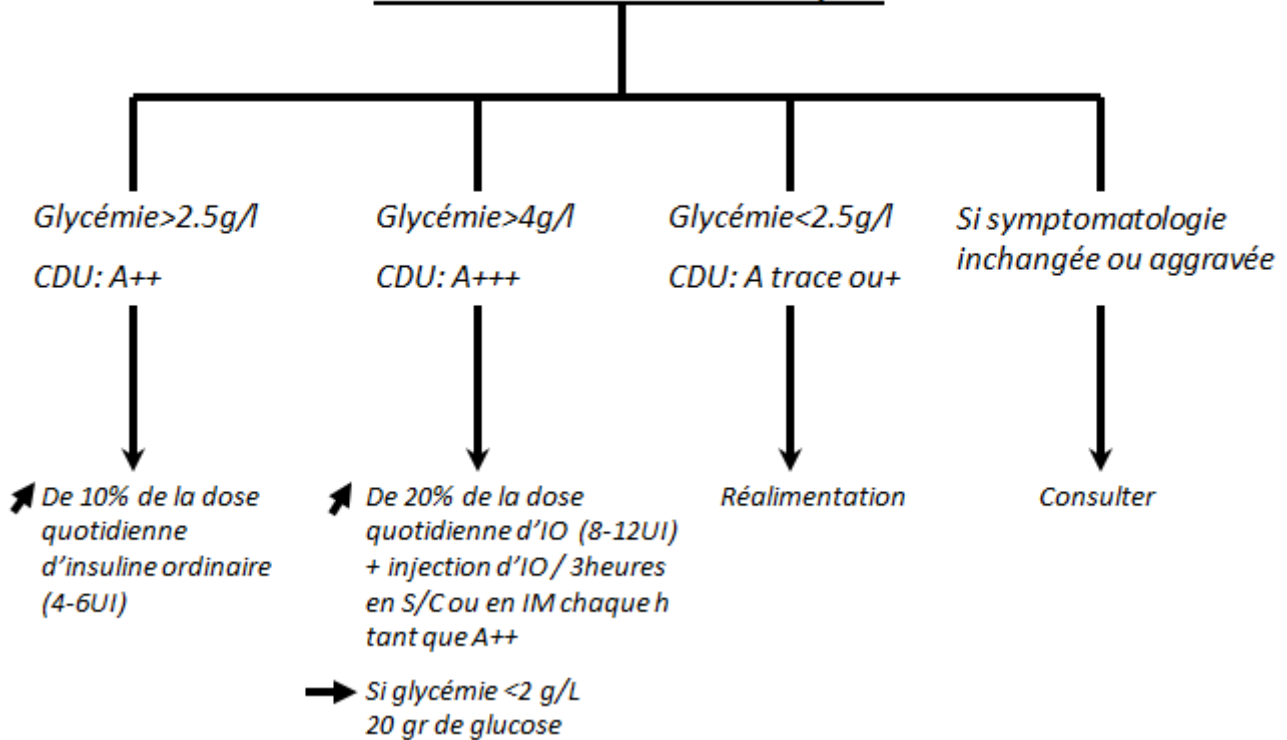 Glycémie>2.5g/l
CDU: A++
Glycémie>4g/l
CDU: A+++
Glycémie<2.5g/l
CDU: A trace ou+
Si symptomatologie
inchangée ou aggravée
De 10% de la dose
quotidienne
d'insuline ordinaire
(4-6UI)
De 20% de la dose
quotidienne d'IO (8-12UI)
+ injection d'IO / 3heures
en S/C ou en IM chaque h
tant que A++
Si glycémie <2 g/L
20 gr de glucose
Réalimentation
Consulter